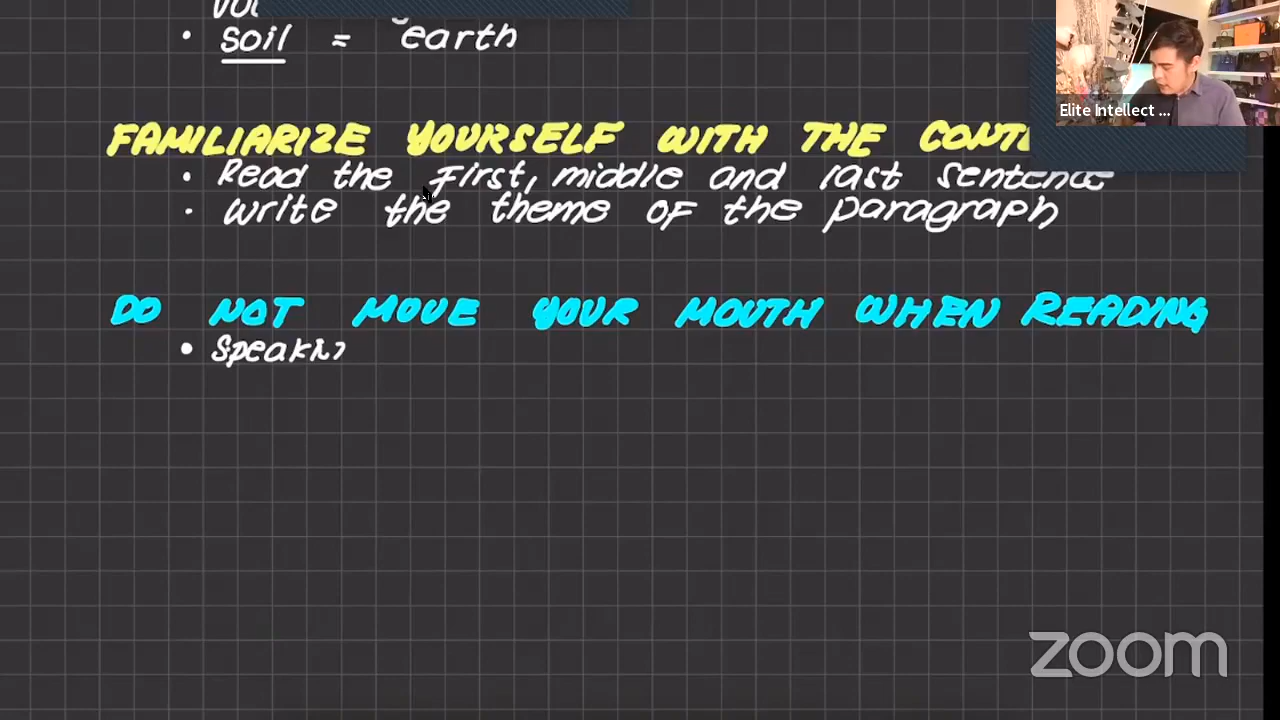 • soil = earth
Elite Intellect ...
FAMILIARIZE YOURSELF WITH THE
• Read the first, middle and last sentence
• write the theme of the paragraph
DO NOT MOVE YOUR MOUTH WHEN READING
•
zoom